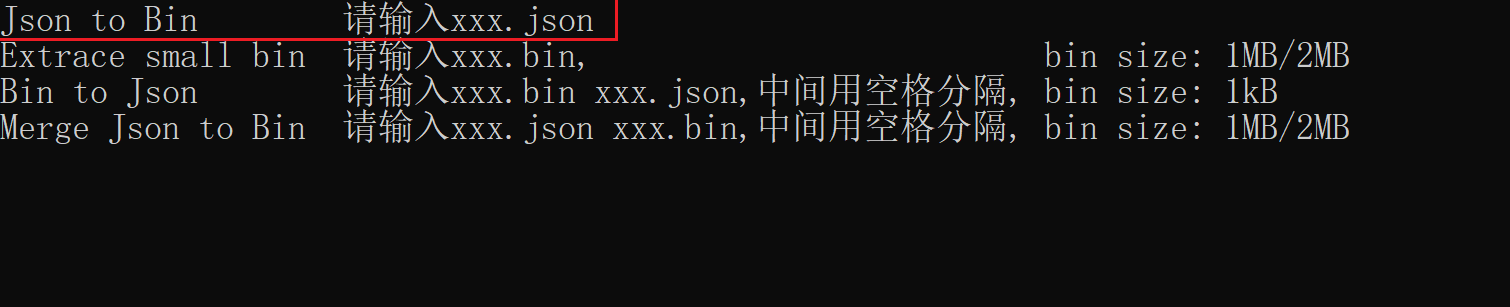 Json to Bin 请输入xxx.json
Extrace small bin 请输入xxx.bin, bin size: 1MB/2MB
Bin to Json 请输入xxx.bin xxx.json,中间用空格分隔, bin size: 1kB
Merge Json to Bin 请输入xxx.json xxx.bin,中间用空格分隔, bin size: 1MB/2MB